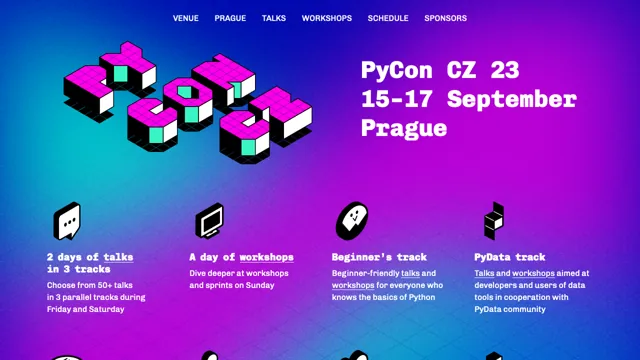 VENUE PRAGUE TALKS WORKSHOPS SCHEDULE SPONSORS
PY
CON
CZ
PyCon CZ 23
15–17 September
Prague
2 days of talks
in 3 tracks
Choose from 50+ talks
in 3 parallel tracks during
Friday and Saturday
A day of workshops
Dive deeper at workshops
and sprints on Sunday
Beginner's track
Beginner-friendly talks and
workshops for everyone who
knows the basics of Python
PyData track
Talks and workshops aimed at
developers and users of data
tools in cooperation with
PyData community